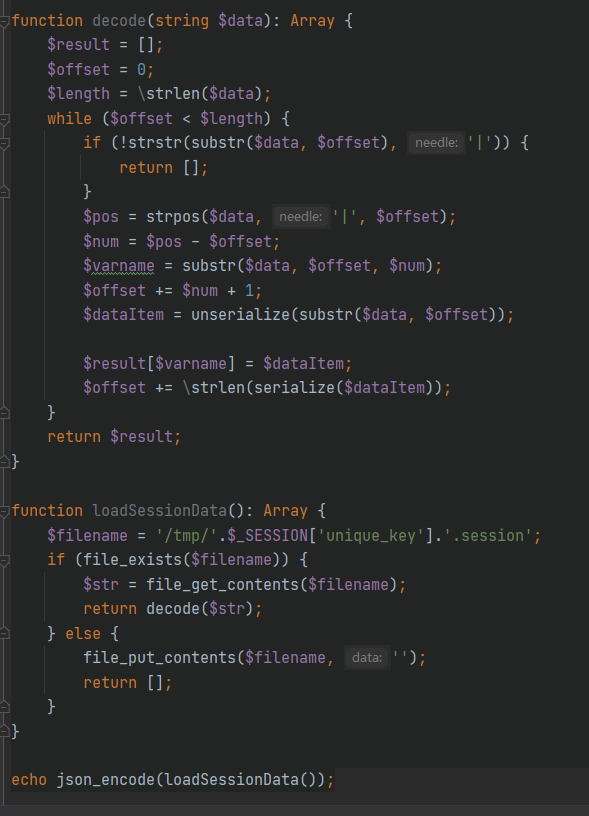 function decode(string $data): Array {
    $result = [];
    $offset = 0;
    $length = \strlen($data);
    while ($offset < $length) {
        if (!strstr(substr($data, $offset), needle: '|')) {
            return [];
        }
        $pos = strpos($data, needle: '|', $offset);
        $num = $pos - $offset;
        $varname = substr($data, $offset, $num);
        $offset += $num + 1;
        $dataItem = unserialize(substr($data, $offset));

        $result[$varname] = $dataItem;
        $offset += \strlen(serialize($dataItem));
    }
    return $result;
}

function loadSessionData(): Array {
    $filename = '/tmp/'.$_SESSION['unique_key'].'.session';
    if (file_exists($filename)) {
        $str = file_get_contents($filename);
        return decode($str);
    } else {
        file_put_contents($filename, data: '');
        return [];
    }
}

echo json_encode(loadSessionData());